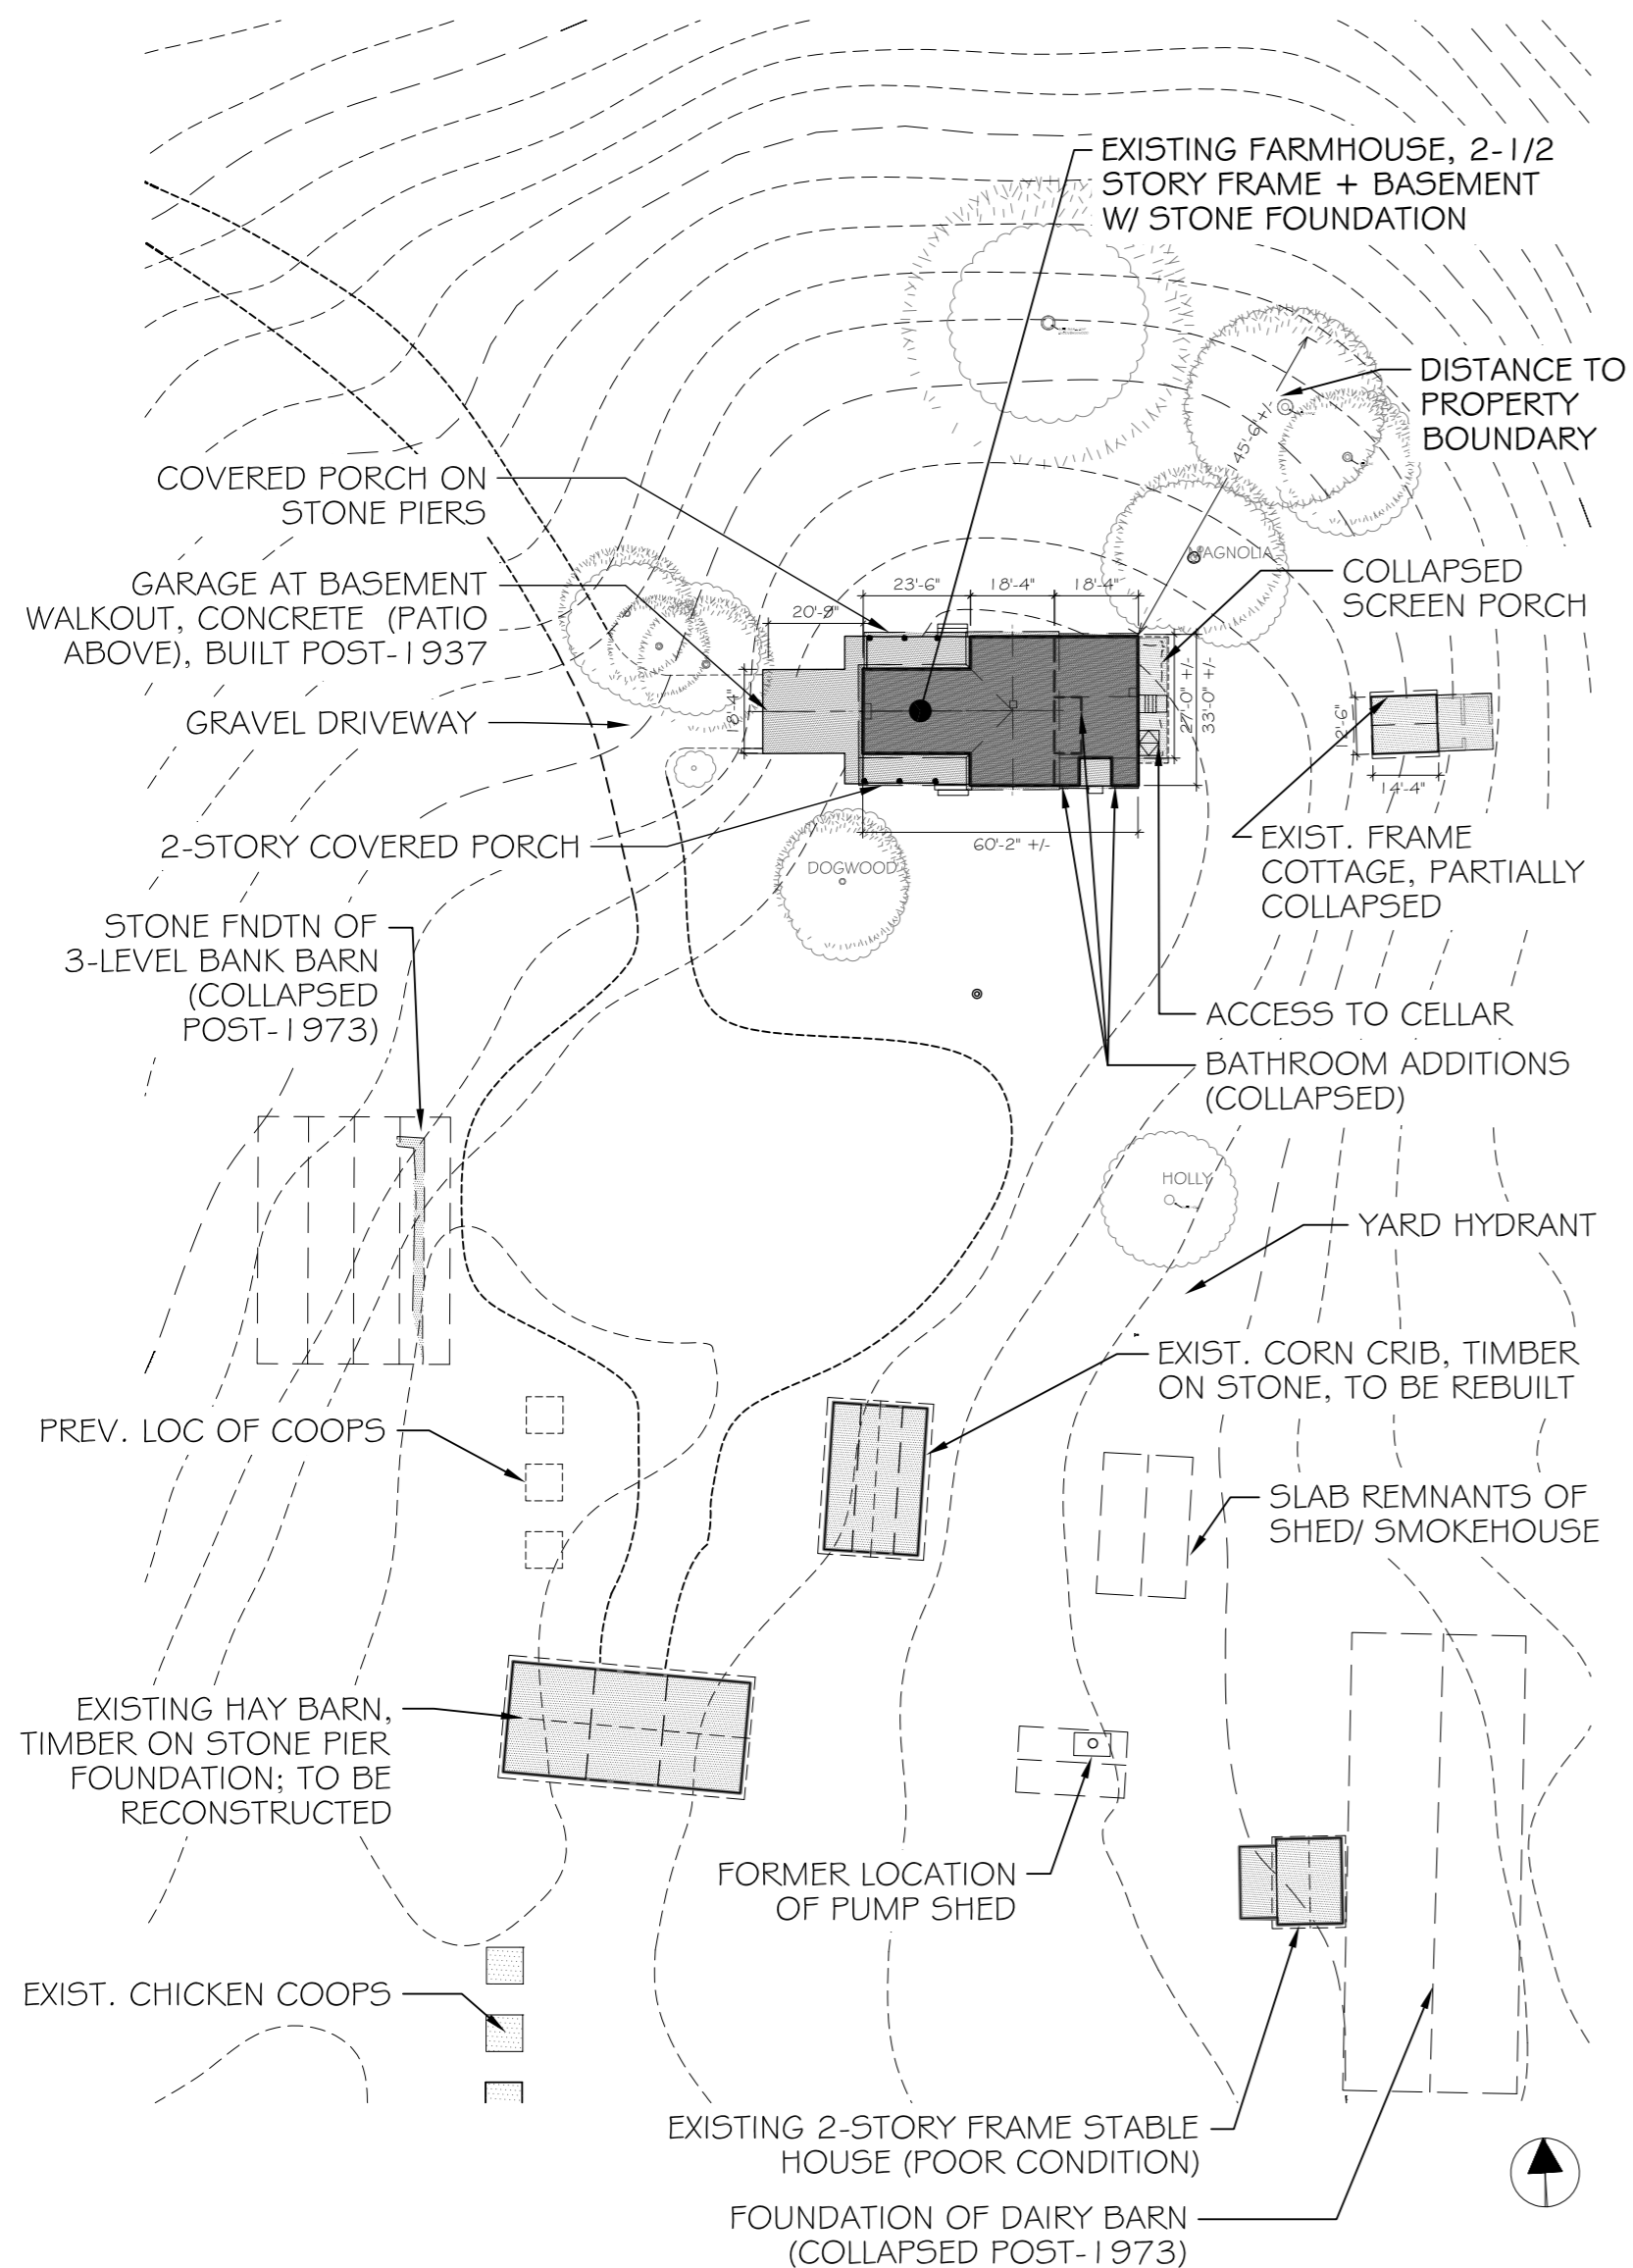 EXISTING FARMHOUSE, 2-1/2
STORY FRAME + BASEMENT
W/ STONE FOUNDATION
DISTANCE TO
PROPERTY
BOUNDARY
45'-6" +/-
COVERED PORCH ON
STONE PIERS
GARAGE AT BASEMENT
WALKOUT, CONCRETE (PATIO
ABOVE), BUILT POST-1937
MAGNOLIA
COLLAPSED
SCREEN PORCH
23'-6"
18'-4"
18'-4"
20'-9"
18'-4"
27'-0" +/-
33'-0" +/-
12'-6"
14'-4"
GRAVEL DRIVEWAY
2-STORY COVERED PORCH
60'-2" +/-
DOGWOOD
EXIST. FRAME
COTTAGE, PARTIALLY
COLLAPSED
STONE FNDTN OF
3-LEVEL BANK BARN
(COLLAPSED
POST-1973)
ACCESS TO CELLAR
BATHROOM ADDITIONS
(COLLAPSED)
HOLLY
YARD HYDRANT
EXIST. CORN CRIB, TIMBER
ON STONE, TO BE REBUILT
PREV. LOC OF COOPS
SLAB REMNANTS OF
SHED/ SMOKEHOUSE
EXISTING HAY BARN,
TIMBER ON STONE PIER
FOUNDATION; TO BE
RECONSTRUCTED
FORMER LOCATION
OF PUMP SHED
EXIST. CHICKEN COOPS
EXISTING 2-STORY FRAME STABLE
HOUSE (POOR CONDITION)
FOUNDATION OF DAIRY BARN
(COLLAPSED POST-1973)